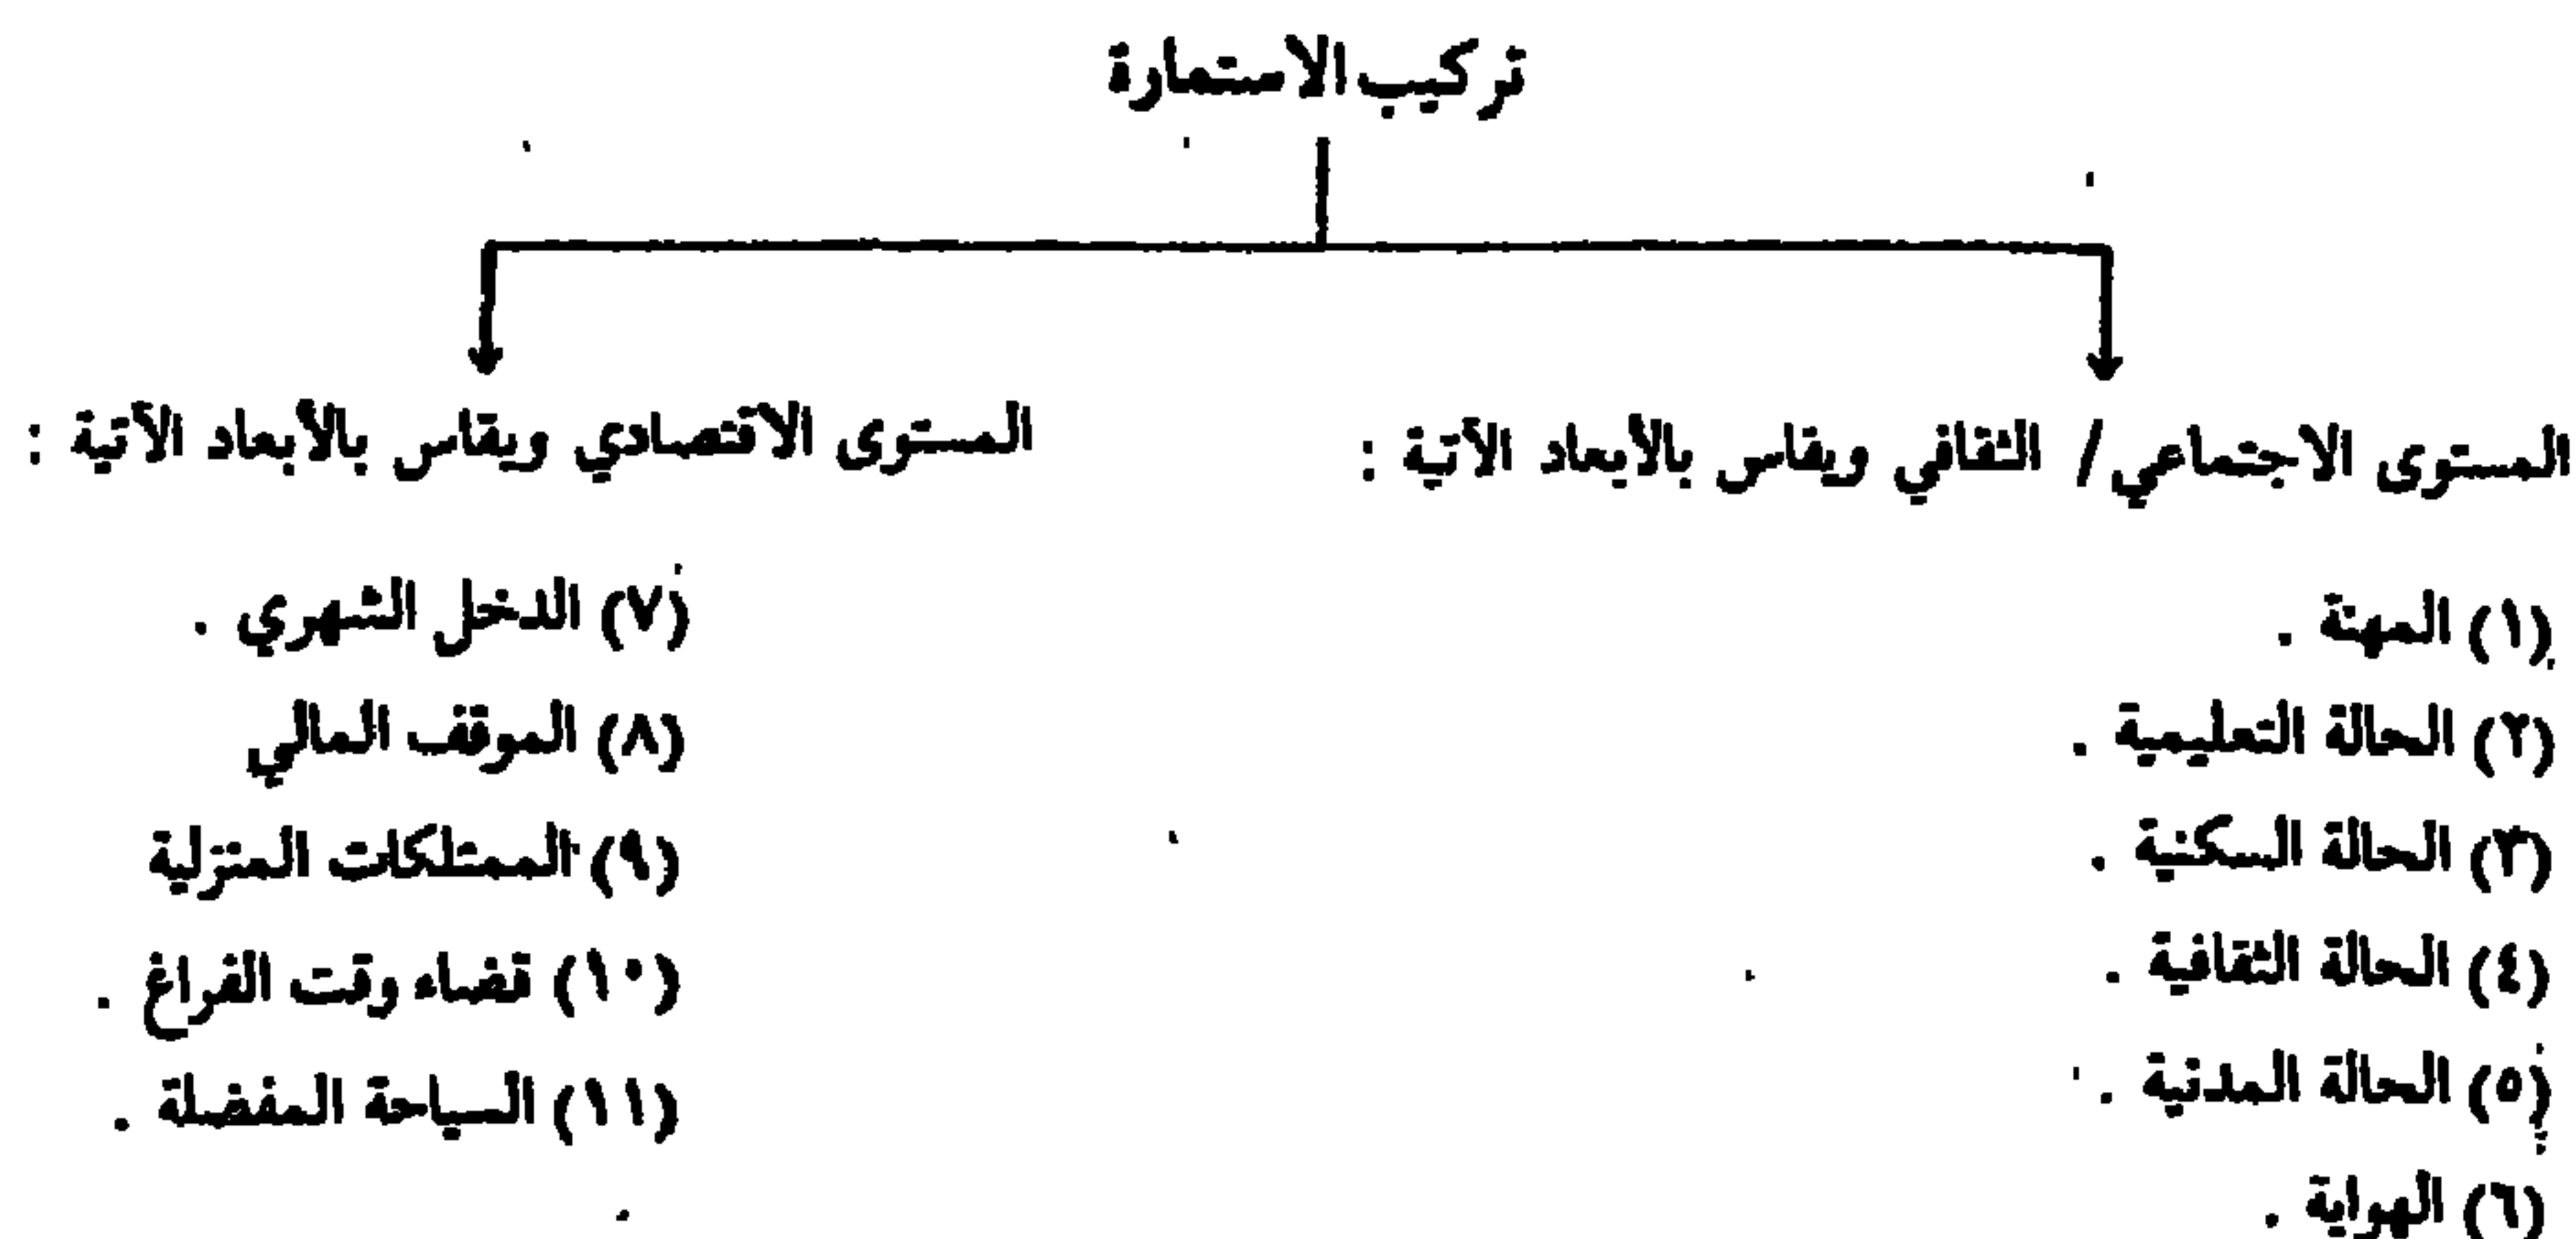 تركيب الاستمارة
المستوى الاجتماعي / الثقافي ويقاس بالأبعاد الآتية :
(١) المهنة .
(٢) الحالة التعليمية .
(٣) الحالة السكنية .
(٤) الحالة الثقافية .
(٥) الحالة المدنية .
(٦) الهواية .
المستوى الاقتصادي ويقاس بالأبعاد الآتية :
(٧) الدخل الشهري .
(٨) الموقف المالي
(٩) الممتلكات المنزلية
(١٠) قضاء وقت الفراغ .
(١١) السياحة المفضلة .